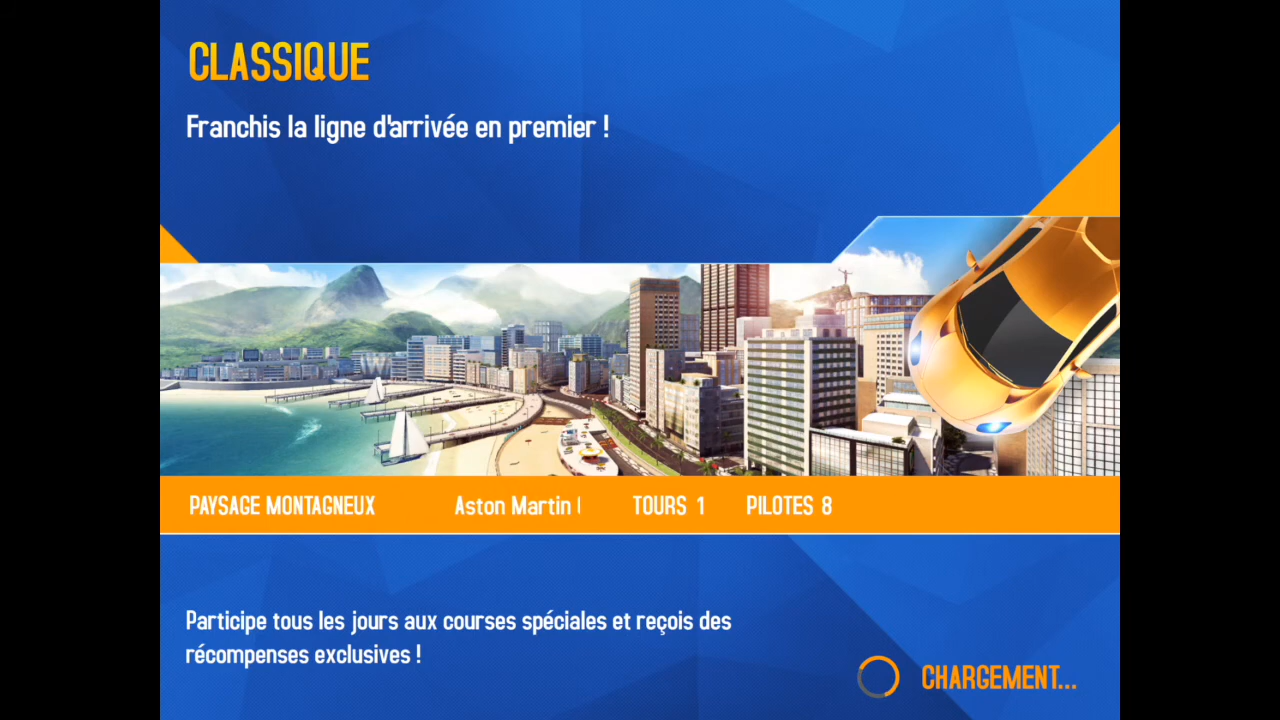 CLASSIQUE
Franchis la ligne d'arrivée en premier !
PAYSAGE MONTAGNEUX Aston Martin TOURS 1 PILOTES 8
Participe tous les jours aux courses spéciales et reçois des
récompenses exclusives !
CHARGEMENT...